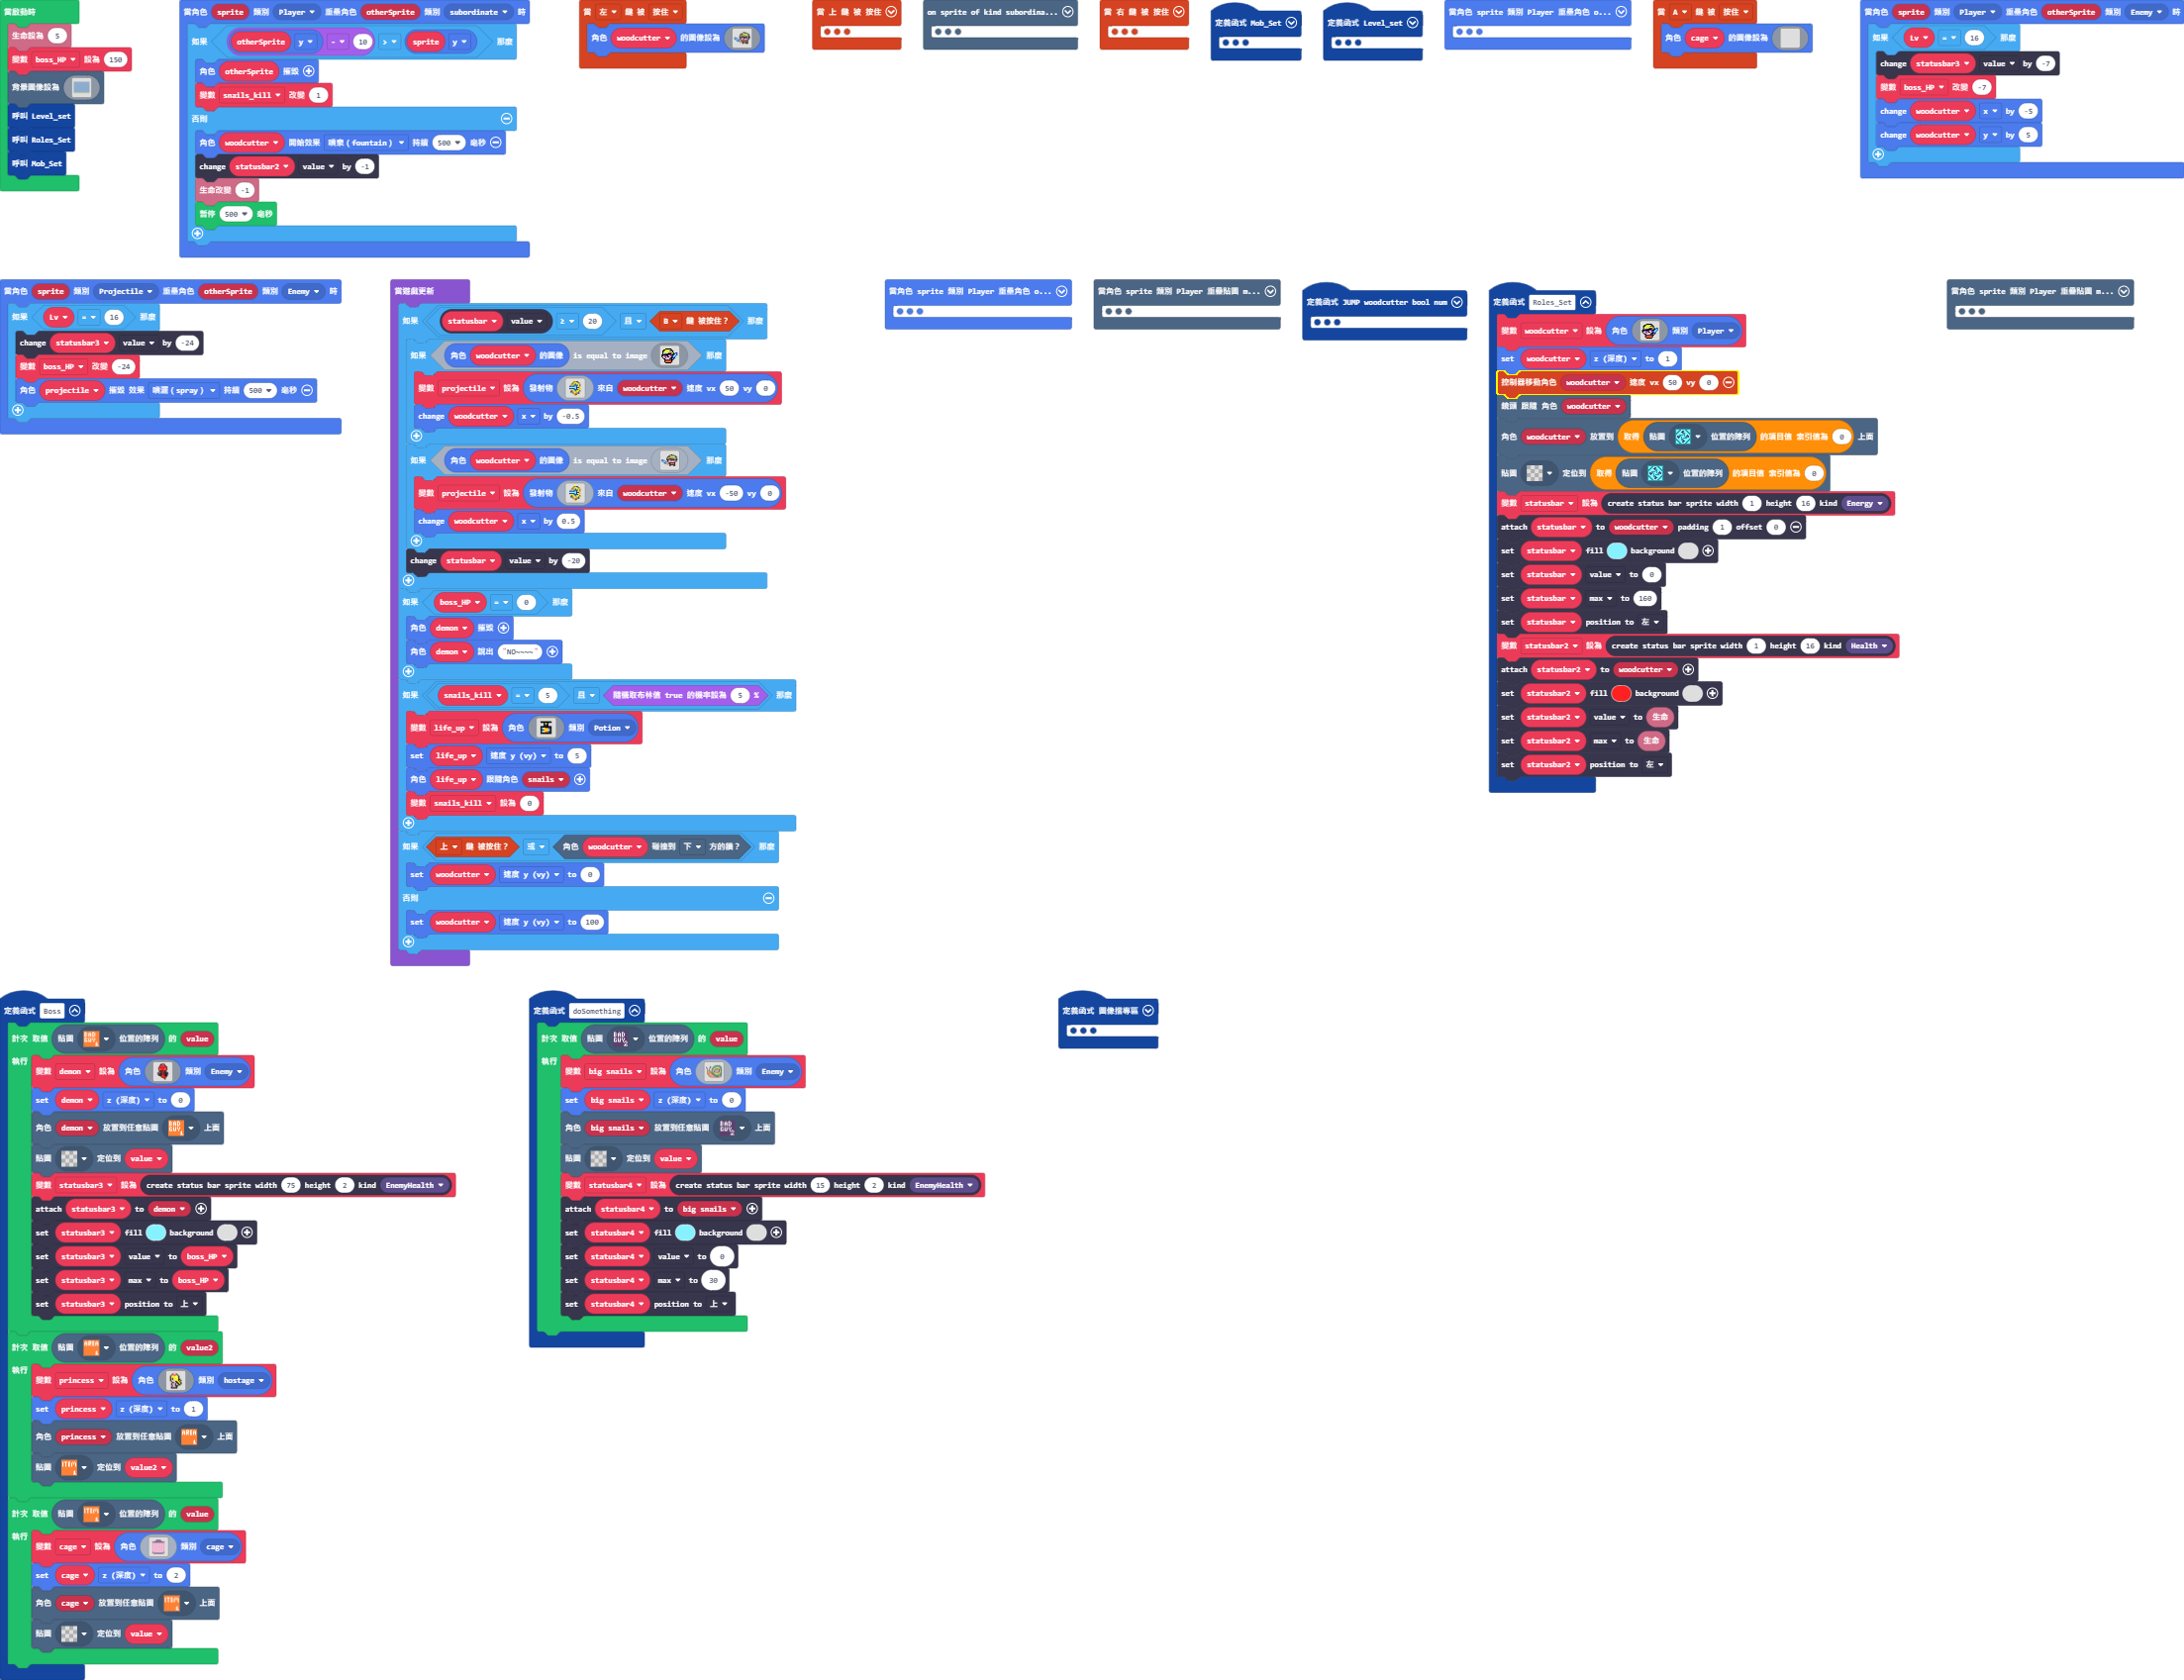 當啟動時
生命設為 5
變數 boss_HP 設為 150
背景圖像設為
呼叫 Level_set
呼叫 Roles_Set
呼叫 Mob_Set
當角色 sprite 類別 Player 重疊角色 otherSprite 類別 subordinate 時
如果 otherSprite y - 10 > sprite y 那麼
角色 otherSprite 摧毀
變數 snails_kill 改變 1
否則
角色 woodcutter 開始效果 噴泉 (fountain) 持續 500 毫秒
change statusbar2 value by -1
生命改變 -1
暫停 500 毫秒
當 左 鍵 被 按住
角色 woodcutter 的圖像設為
當 上 鍵 被 按住
on sprite of kind subordina...
當 右 鍵 被 按住
定義函式 Mob_Set
定義函式 Level_set
當角色 sprite 類別 Player 重疊角色 o...
當 A 鍵 被 按住
角色 cage 的圖像設為
當角色 sprite 類別 Player 重疊角色 otherSprite 類別 Enemy 時
如果 Lv = 16 那麼
change statusbar3 value by -7
變數 boss_HP 改變 -7
change woodcutter x by -5
change woodcutter y by 5
當角色 sprite 類別 Projectile 重疊角色 otherSprite 類別 Enemy 時
如果 Lv = 16 那麼
change statusbar3 value by -24
變數 boss_HP 改變 -24
角色 projectile 摧毀 效果 噴灑 (spray) 持續 500 毫秒
當遊戲更新
如果 statusbar value ≥ 20 且 B 鍵 被按住？ 那麼
如果 角色 woodcutter 的圖像 is equal to image 那麼
變數 projectile 設為 發射物 來自 woodcutter 速度 vx 50 vy 0
change woodcutter x by -0.5
如果 角色 woodcutter 的圖像 is equal to image 那麼
變數 projectile 設為 發射物 來自 woodcutter 速度 vx -50 vy 0
change woodcutter x by 0.5
change statusbar value by -20
如果 boss_HP = 0 那麼
角色 demon 摧毀
角色 demon 說出 "NO~~~~"
如果 snails_kill = 5 且 隨機取布林值 true 的機率設為 5 % 那麼
變數 life_up 設為 角色 類別 Potion
set life_up 速度 y (vy) to 5
角色 life_up 跟隨角色 snails
變數 snails_kill 設為 0
如果 上 鍵 被按住？ 或 角色 woodcutter 碰撞到 下 方的牆？ 那麼
set woodcutter 速度 y (vy) to 0
否則
set woodcutter 速度 y (vy) to 100
當角色 sprite 類別 Player 重疊角色 o...
當角色 sprite 類別 Player 重疊貼圖 m...
定義函式 JUMP woodcutter bool num
定義函式 Roles_Set
變數 woodcutter 設為 角色 類別 Player
set woodcutter z (深度) to 1
控制器移動角色 woodcutter 速度 vx 50 vy 0
鏡頭 跟隨 角色 woodcutter
角色 woodcutter 放置到 取得 貼圖 位置的陣列 的項目值 索引值為 0 上面
貼圖 定位到 取得 貼圖 位置的陣列 的項目值 索引值為 0
變數 statusbar 設為 create status bar sprite width 1 height 16 kind Energy
attach statusbar to woodcutter padding 1 offset 0
set statusbar fill background
set statusbar value to 0
set statusbar max to 160
set statusbar position to 左
變數 statusbar2 設為 create status bar sprite width 1 height 16 kind Health
attach statusbar2 to woodcutter
set statusbar2 fill background
set statusbar2 value to 生命
set statusbar2 max to 生命
set statusbar2 position to 左
當角色 sprite 類別 Player 重疊貼圖 m...
定義函式 Boss
計次 取值 貼圖 位置的陣列 的 value
執行
變數 demon 設為 角色 類別 Enemy
set demon z (深度) to 0
角色 demon 放置到任意貼圖 上面
貼圖 定位到 value
變數 statusbar3 設為 create status bar sprite width 75 height 2 kind EnemyHealth
attach statusbar3 to demon
set statusbar3 fill background
set statusbar3 value to boss_HP
set statusbar3 max to boss_HP
set statusbar3 position to 上
計次 取值 貼圖 位置的陣列 的 value2
執行
變數 princess 設為 角色 類別 hostage
set princess z (深度) to 1
角色 princess 放置到任意貼圖 上面
貼圖 定位到 value2
計次 取值 貼圖 位置的陣列 的 value
執行
變數 cage 設為 角色 類別 cage
set cage z (深度) to 2
角色 cage 放置到任意貼圖 上面
貼圖 定位到 value
定義函式 doSomething
計次 取值 貼圖 位置的陣列 的 value
執行
變數 big snails 設為 角色 類別 Enemy
set big snails z (深度) to 0
角色 big snails 放置到任意貼圖 上面
貼圖 定位到 value
變數 statusbar4 設為 create status bar sprite width 15 height 2 kind EnemyHealth
attach statusbar4 to big snails
set statusbar4 fill background
set statusbar4 value to 0
set statusbar4 max to 30
set statusbar4 position to 上
定義函式